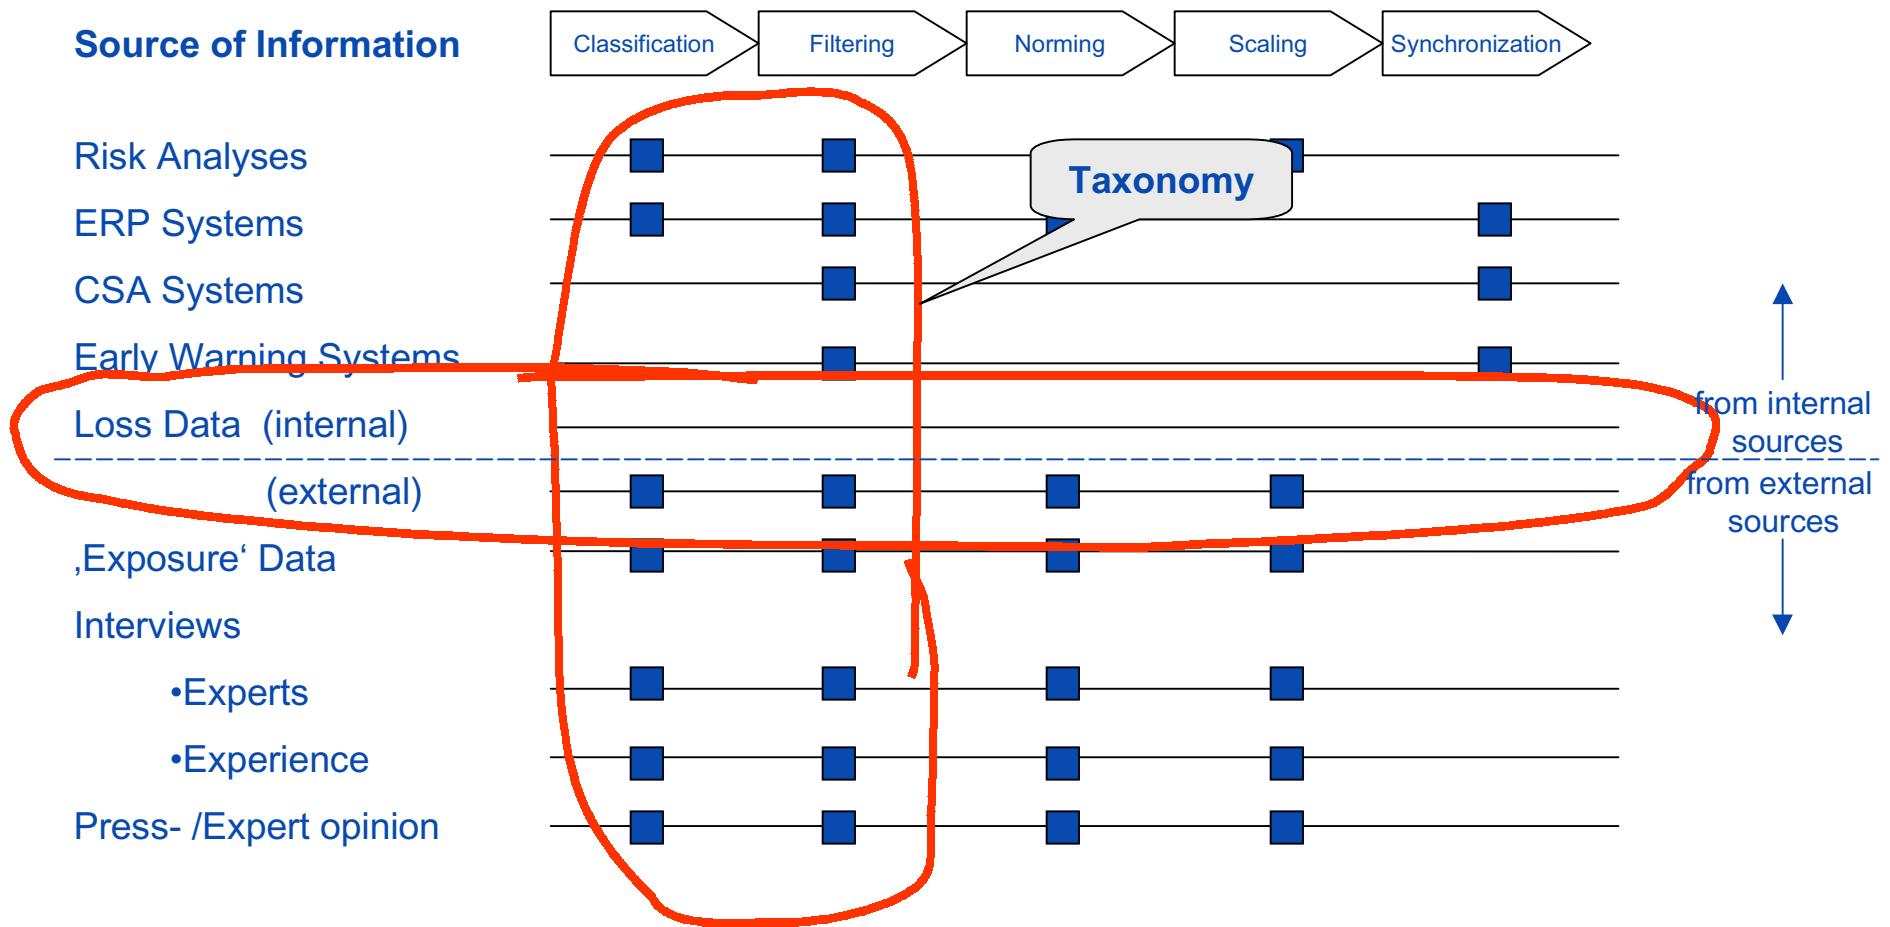 Source of Information
Classification
Filtering
Norming
Scaling
Synchronization
Risk Analyses
Taxonomy
ERP Systems
CSA Systems
Early Warning Systems
from internal
sources
Loss Data (internal)
(external)
from external
sources
‚Exposure‘ Data
Interviews
•Experts
•Experience
Press- /Expert opinion